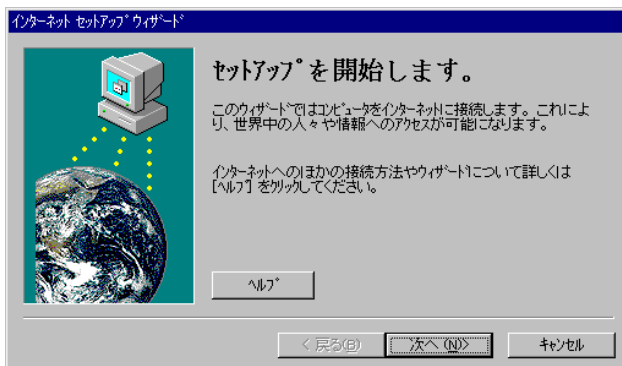 インターネット セットアップ ウィザード
セットアップを開始します。
このウィザードではコンピュータをインターネットに接続します。これによ
り、世界中の人々や情報へのアクセスが可能になります。
インターネットへのほかの接続方法やウィザードについて詳しくは
[ヘルプ] をクリックしてください。
ヘルプ
< 戻る(B)
次へ (N)>
キャンセル